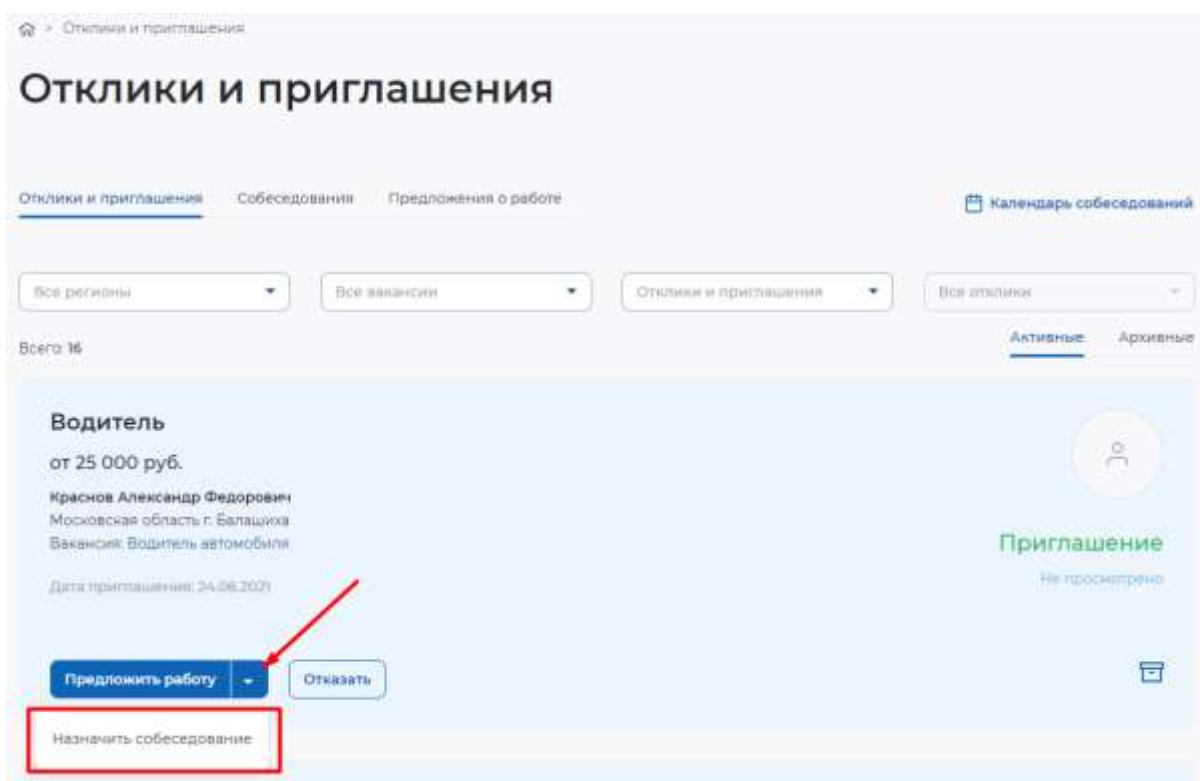 > Отклики и приглашения
Отклики и приглашения
Отклики и приглашения Собеседования Предложения о работе Календарь собеседований
Все регионы Все вакансии Отклики и приглашения Все отклики
Всего: 16 Активные Архивные
Водитель
от 25 000 руб.
Краснов Александр Федорович
Московская область г. Балашиха
Вакансия: Водитель автомобиля
Приглашение
Дата приглашения: 24.06.2021 Не просмотрено
Предложить работу Отказать
Назначить собеседование